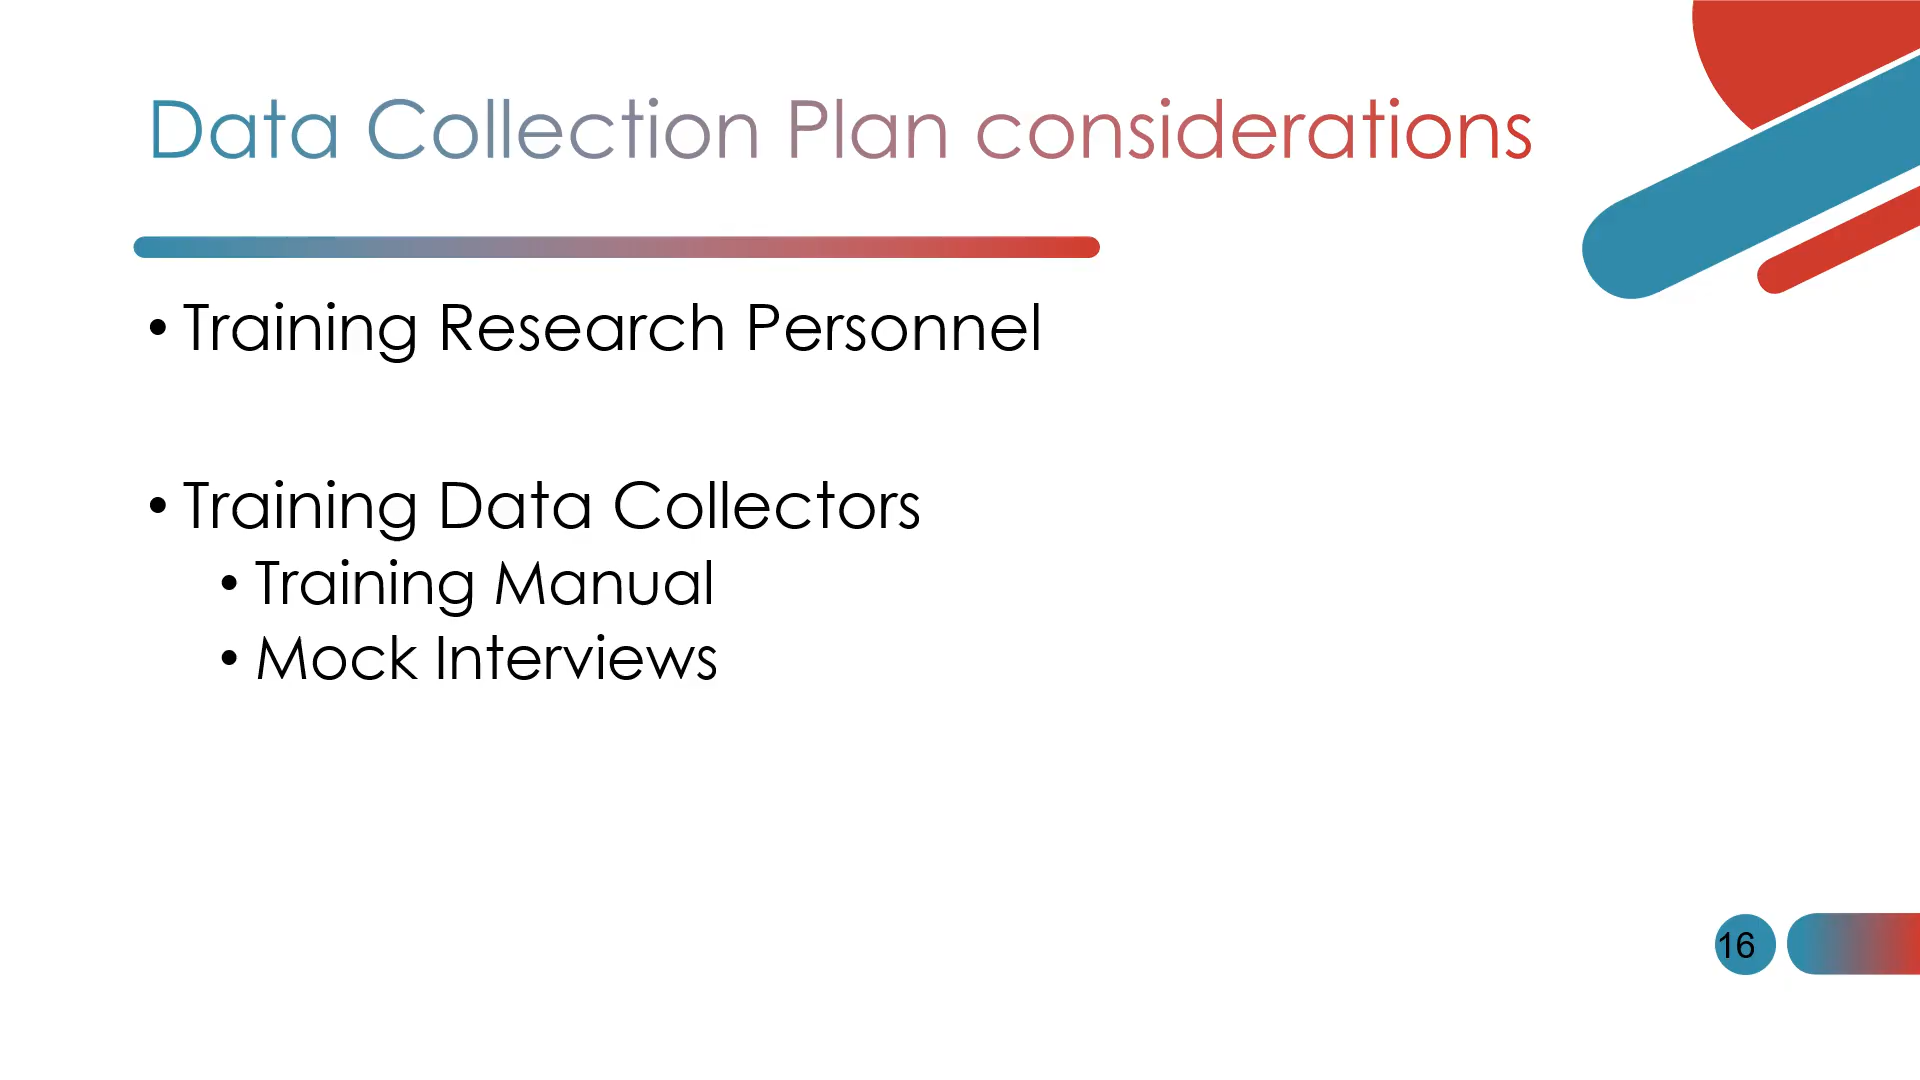 Data Collection Plan considerations
• Training Research Personnel
• Training Data Collectors
• Training Manual
• Mock Interviews
16